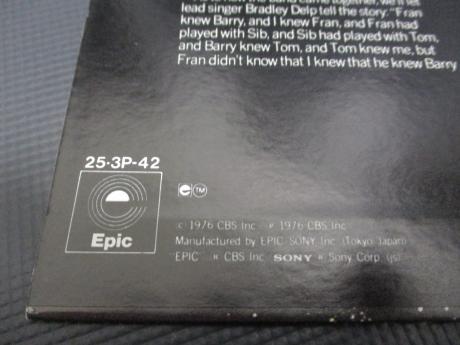 lead singer Bradley Delp tell the story: "Fran
knew Barry, and I knew Fran, and Fran had
played with Sib, and Sib had played with Tom,
and Barry knew Tom, and Tom knew me, but
Fran didn't know that I knew that he knew Barry
25·3P-42
Epic
e TM
© 1976 CBS Inc. ℗ 1976 CBS Inc.
Manufactured by EPIC/SONY Inc. (Tokyo Japan)
"EPIC" ® CBS Inc. SONY ® Sony Corp. (js)